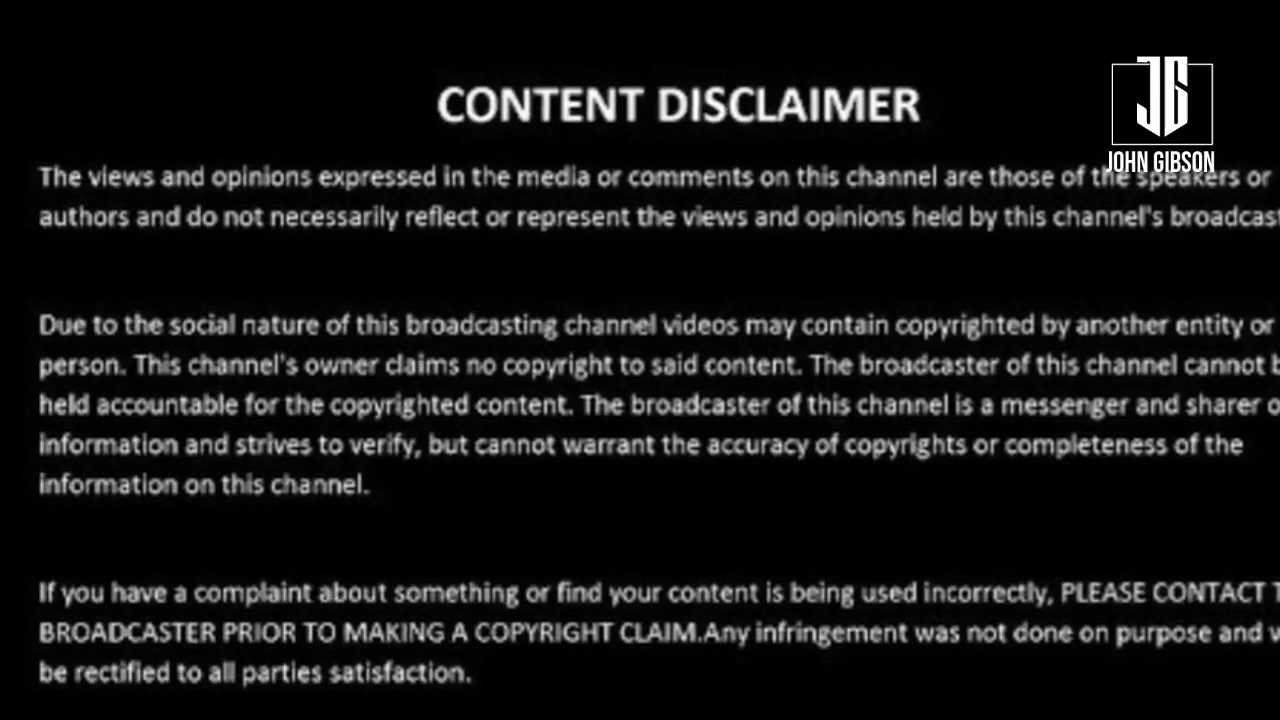 CONTENT DISCLAIMER
JG
JOHN GIBSON
The views and opinions expressed in the media or comments on this channel are those of the speakers or
authors and do not necessarily reflect or represent the views and opinions held by this channel's broadcast
Due to the social nature of this broadcasting channel videos may contain copyrighted by another entity or
person. This channel's owner claims no copyright to said content. The broadcaster of this channel cannot b
held accountable for the copyrighted content. The broadcaster of this channel is a messenger and sharer o
information and strives to verify, but cannot warrant the accuracy of copyrights or completeness of the
information on this channel.
If you have a complaint about something or find your content is being used incorrectly, PLEASE CONTACT T
BROADCASTER PRIOR TO MAKING A COPYRIGHT CLAIM.Any infringement was not done on purpose and w
be rectified to all parties satisfaction.